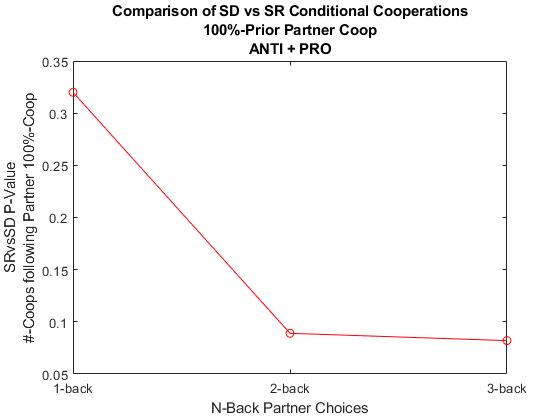 Comparison of SD vs SR Conditional Cooperations
100%-Prior Partner Coop
ANTI + PRO
SRvsSD P-Value
#-Coops following Partner 100%-Coop
0.35
0.3
0.25
0.2
0.15
0.1
0.05
1-back
2-back
3-back
N-Back Partner Choices